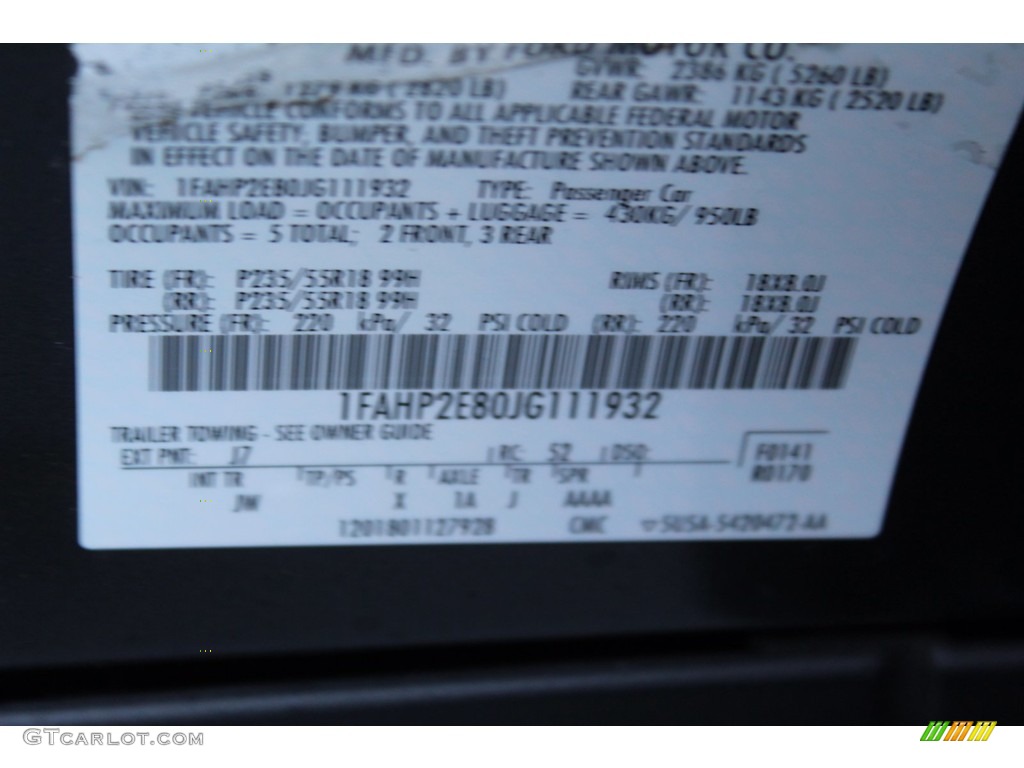 MFD. BY FORD MOTOR CO.
GVWR: 2386 KG ( 5260 LB)
1279 KG ( 2820 LB) REAR GAWR: 1143 KG ( 2520 LB)
VEHICLE CONFORMS TO ALL APPLICABLE FEDERAL MOTOR
VEHICLE SAFETY, BUMPER, AND THEFT PREVENTION STANDARDS
IN EFFECT ON THE DATE OF MANUFACTURE SHOWN ABOVE.
VIN: 1FAHP2E80JG111932 TYPE: Passenger Car
MAXIMUM LOAD = OCCUPANTS + LUGGAGE = 430KG/ 950LB
OCCUPANTS = 5 TOTAL; 2 FRONT, 3 REAR
TIRE (FR): P235/55R18 99H RIMS (FR): 18X8.0J
(RR): P235/55R18 99H (RR): 18X8.0J
PRESSURE (FR): 220 kPa/ 32 PSI COLD (RR): 220 kPa/ 32 PSI COLD
1FAHP2E80JG111932
TRAILER TOWING - SEE OWNER GUIDE
EXT PNT: J7 RC: 52 DSO: F0141
INT TR TP/PS R AXLE TR SPR R0170
JW X 1A J AAAA
1201801127928 CMC 5U5A-5420472-AA
GTCARLOT.COM